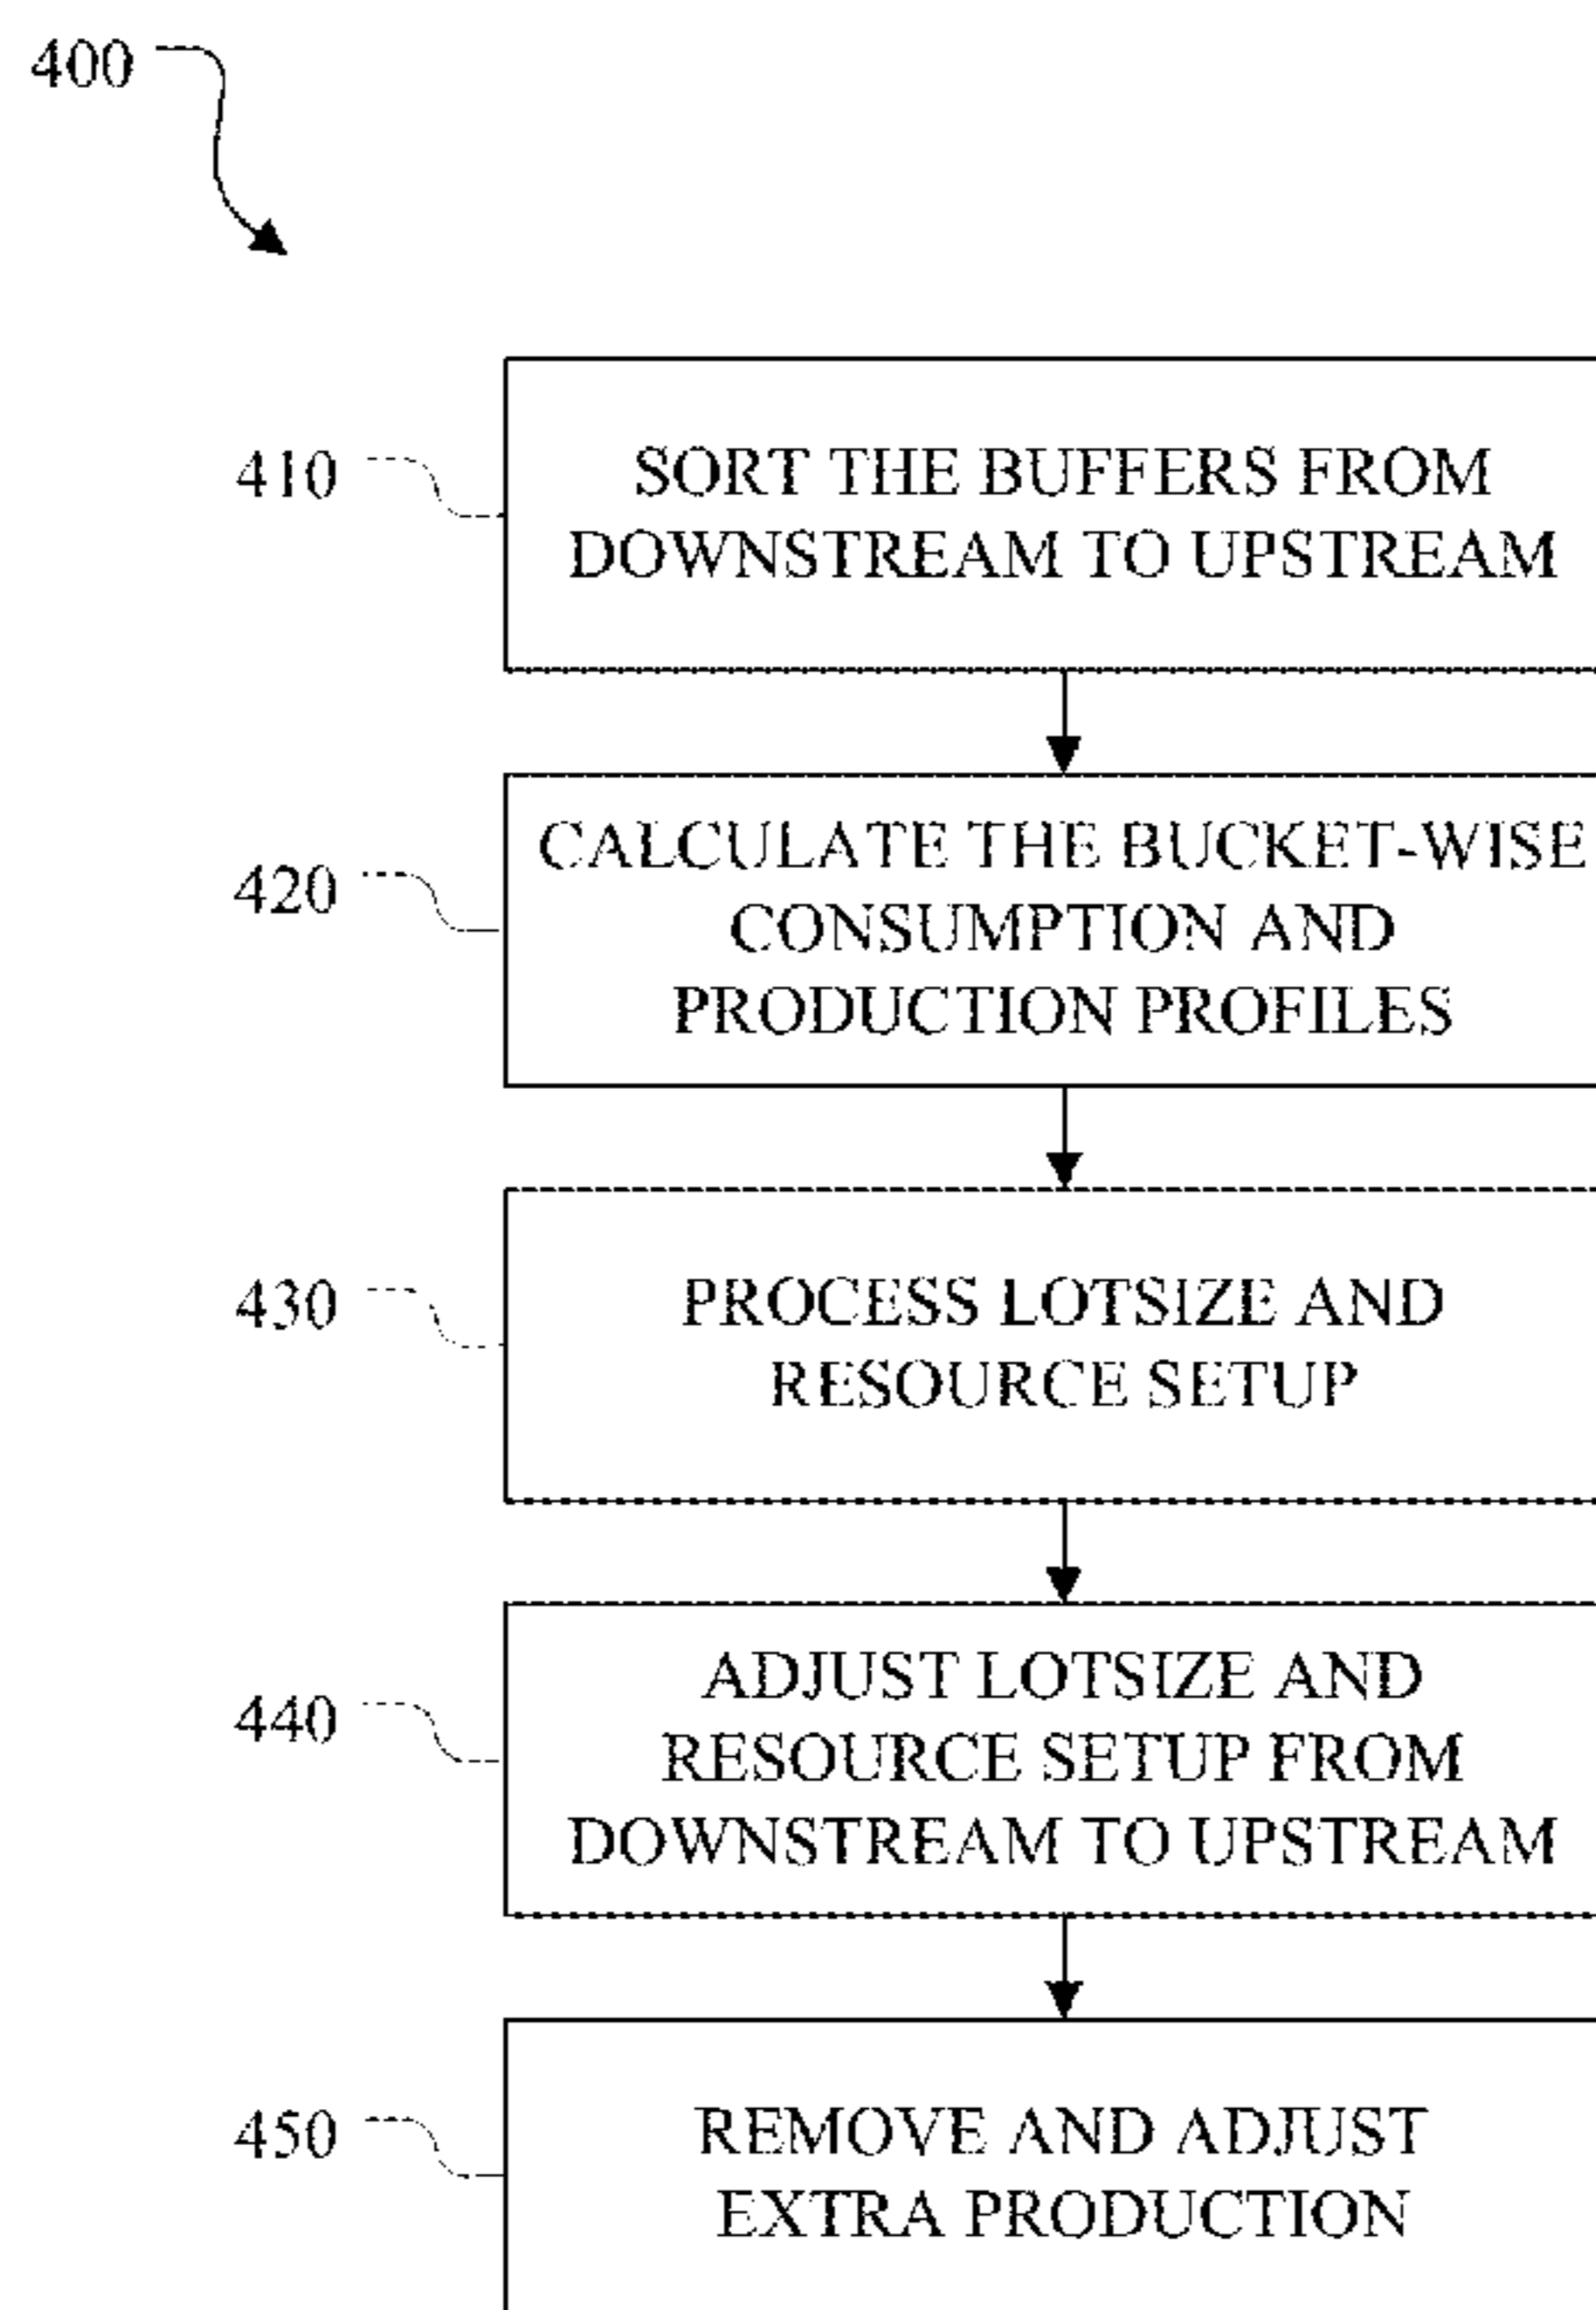 400
410
SORT THE BUFFERS FROM
DOWNSTREAM TO UPSTREAM
420
CALCULATE THE BUCKET-WISE
CONSUMPTION AND
PRODUCTION PROFILES
430
PROCESS LOTSIZE AND
RESOURCE SETUP
440
ADJUST LOTSIZE AND
RESOURCE SETUP FROM
DOWNSTREAM TO UPSTREAM
450
REMOVE AND ADJUST
EXTRA PRODUCTION